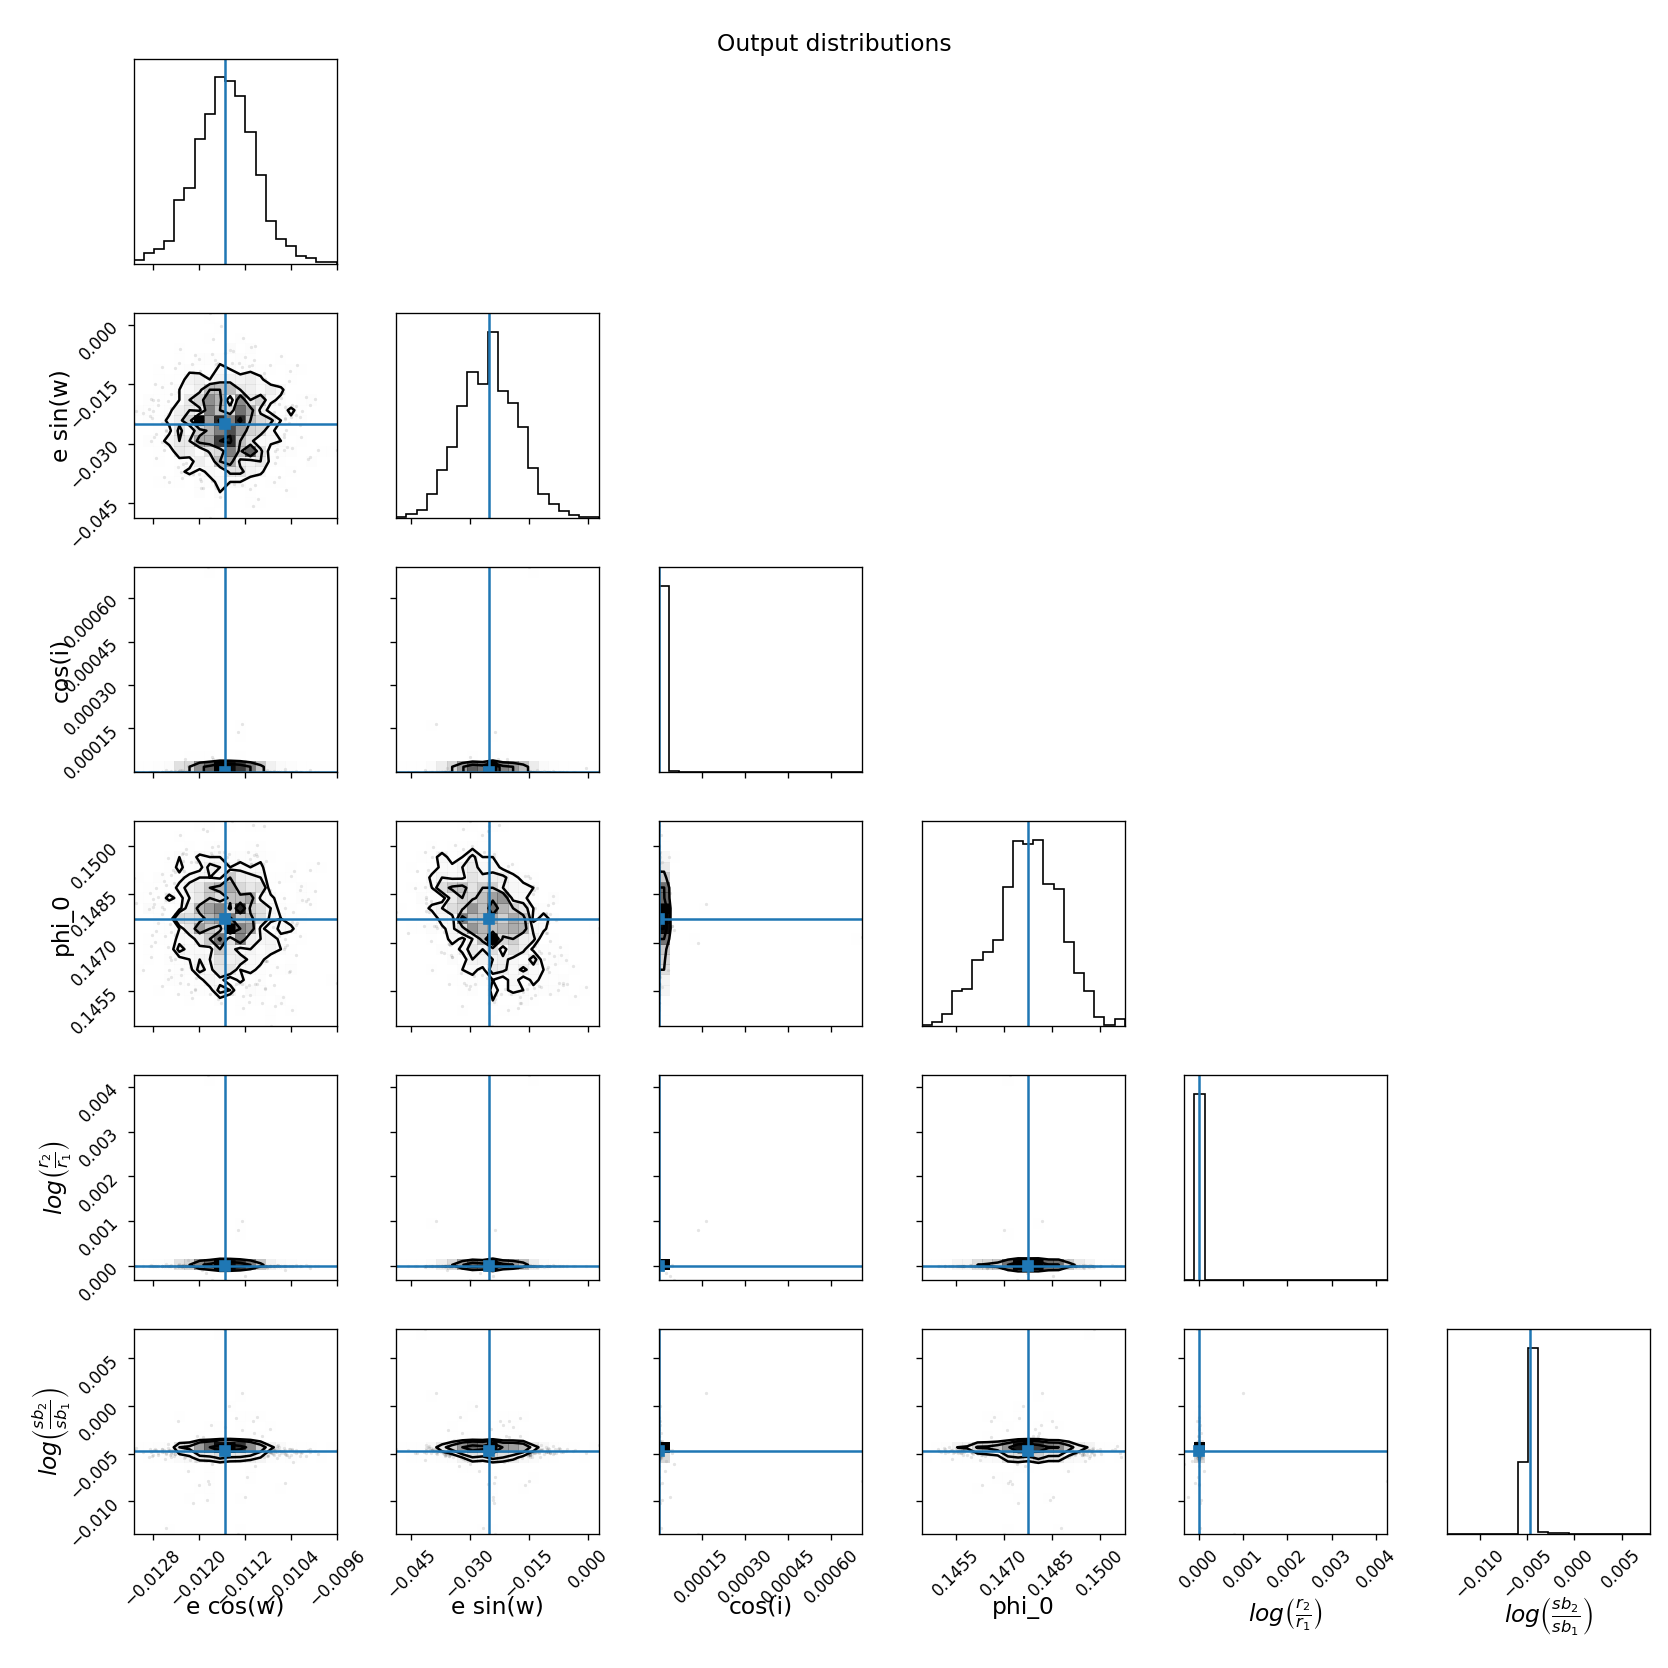 Output distributions
0.000
−0.015
−0.030
−0.045
e sin(w)
0.00060
0.00045
0.00030
0.00015
cos(i)
0.1500
0.1485
0.1470
0.1455
phi_0
0.004
0.003
0.002
0.001
0.000
log(r2/r1)
0.005
0.000
−0.005
−0.010
log(sb2/sb1)
−0.0128 −0.0120 −0.0112 −0.0104 −0.0096
e cos(w)
−0.045 −0.030 −0.015 0.000
e sin(w)
0.00015 0.00030 0.00045 0.00060
cos(i)
0.1455 0.1470 0.1485 0.1500
phi_0
0.000 0.001 0.002 0.003 0.004
log(r2/r1)
−0.010 −0.005 0.000 0.005
log(sb2/sb1)